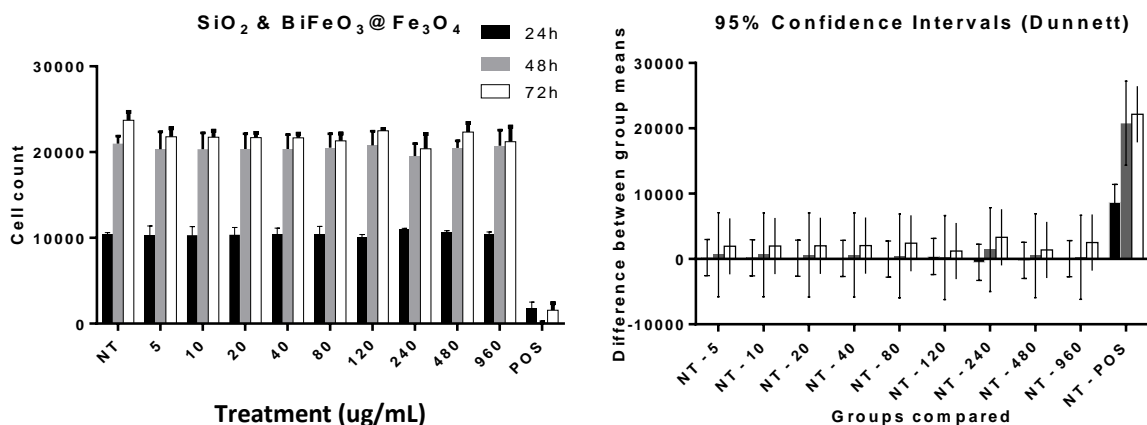 SiO₂ & BiFeO₃@Fe₃O₄
24h
48h
72h
30000
20000
10000
0
Cell count
NT
5
10
20
40
80
120
240
480
960
POS
Treatment (ug/mL)
95% Confidence Intervals (Dunnett)
Difference between group means
30000
20000
10000
0
-10000
NT - 5
NT - 10
NT - 20
NT - 40
NT - 80
NT - 120
NT - 240
NT - 480
NT - 960
NT - POS
Groups compared